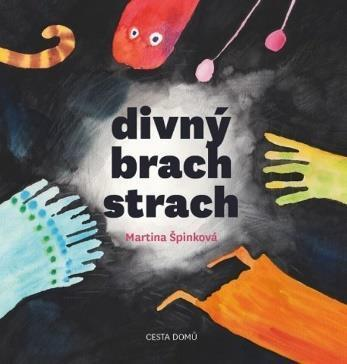 divný
brach
strach
Martina Špinková
CESTA DOMŮ